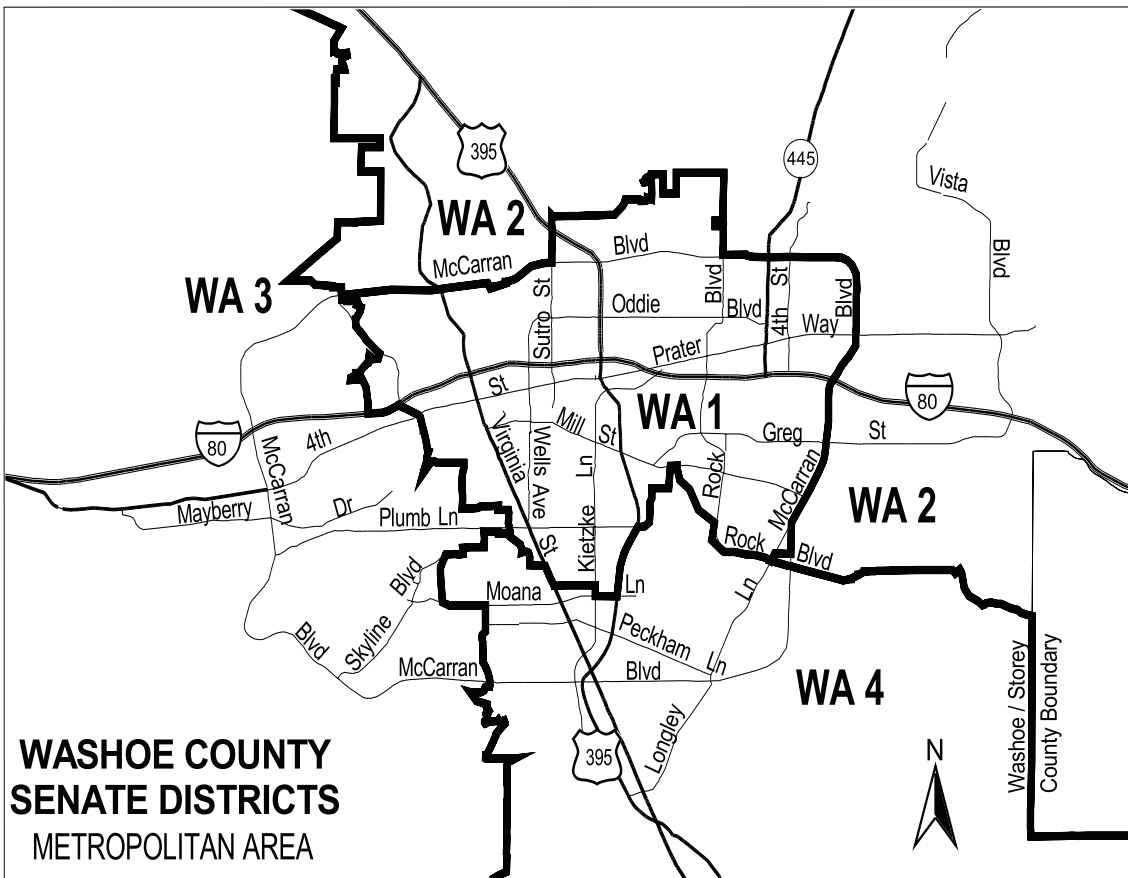 395
445
Vista
WA 2
Blvd
Blvd
McCarran
Blvd
St
Blvd
WA 3
Sutro St
Oddie
Blvd
4th
Way
Prater
St
WA 1
80
80
4th
Mill
St
Greg
St
McCarran
Virginia
Wells Ave
Kietzke Ln
Rock
McCarran
WA 2
Mayberry
Dr
Plumb Ln
St
Rock
Blvd
Blvd
Moana
Ln
Ln
Skyline
Blvd
Peckham
Ln
McCarran
Blvd
WA 4
Longley
395
Washoe / Storey
County Boundary
N
WASHOE COUNTY
SENATE DISTRICTS
METROPOLITAN AREA